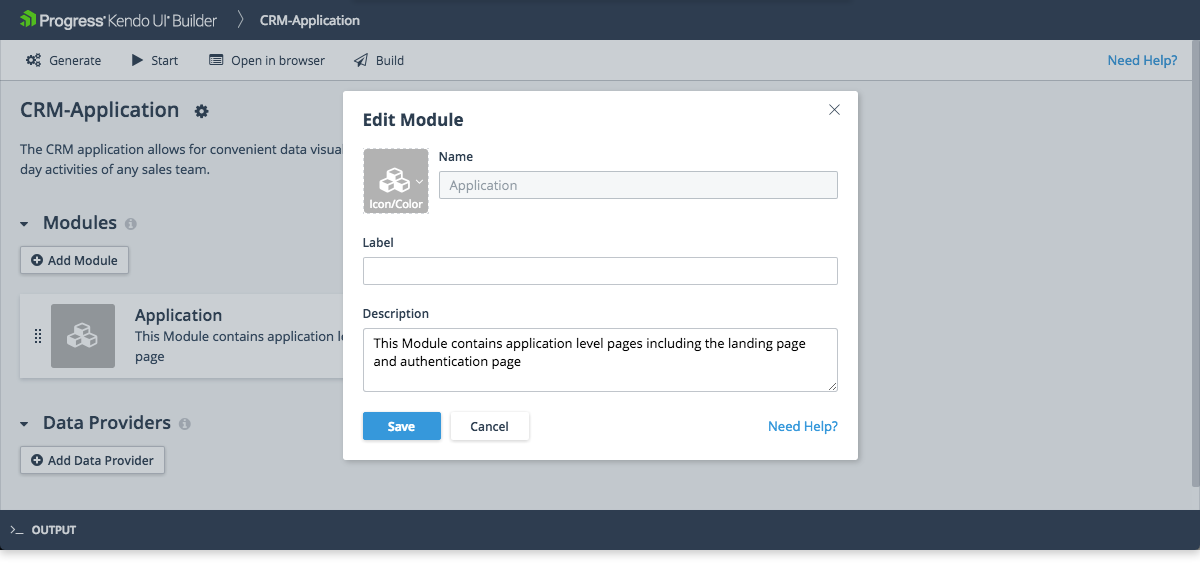 Progress Kendo UI Builder
CRM-Application
Generate
Start
Open in browser
Build
Need Help?
CRM-Application
The CRM application allows for convenient data visual
day activities of any sales team.
Modules
Add Module
Application
This Module contains application le
page
Data Providers
Add Data Provider
Edit Module
Icon/Color
Name
Application
Label
Description
This Module contains application level pages including the landing page
and authentication page
Save
Cancel
Need Help?
>_ OUTPUT